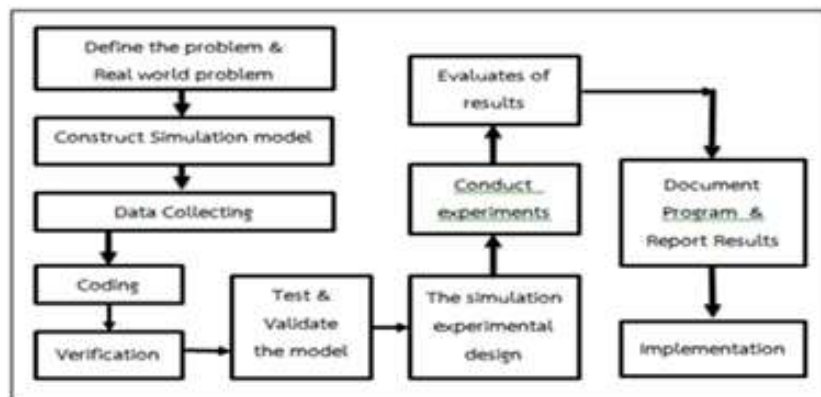 Define the problem &
Real world problem
Construct Simulation model
Data Collecting
Coding
Verification
Test &
Validate
the model
The simulation
experimental
design
Conduct
experiments
Evaluates of
results
Document
Program &
Report Results
Implementation